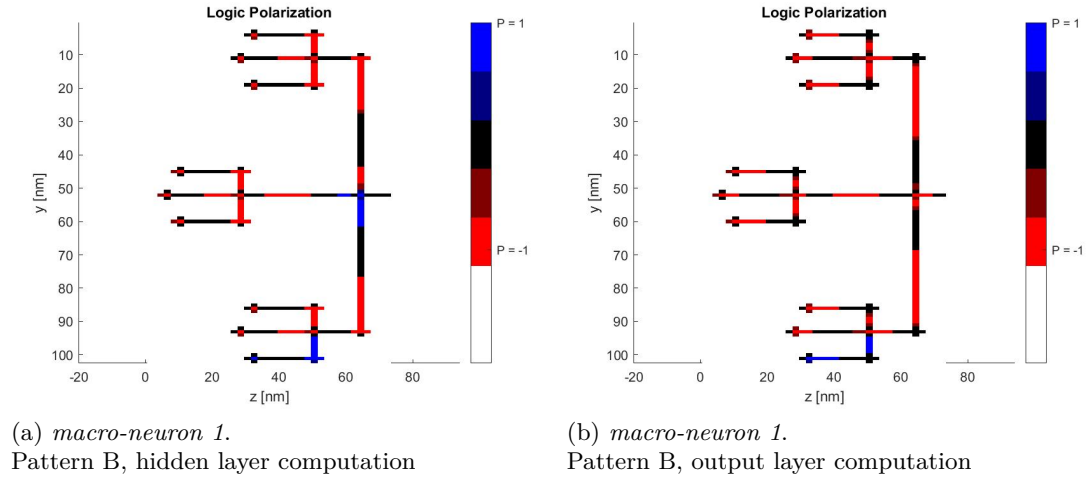 Logic Polarization
P = 1
10
20
30
40
50
60
70
80
90
100
y [nm]
P = -1
-20
0
20
40
60
80
z [nm]
(a) macro-neuron 1.
Pattern B, hidden layer computation
Logic Polarization
P = 1
10
20
30
40
50
60
70
80
90
100
y [nm]
P = -1
-20
0
20
40
60
80
z [nm]
(b) macro-neuron 1.
Pattern B, output layer computation